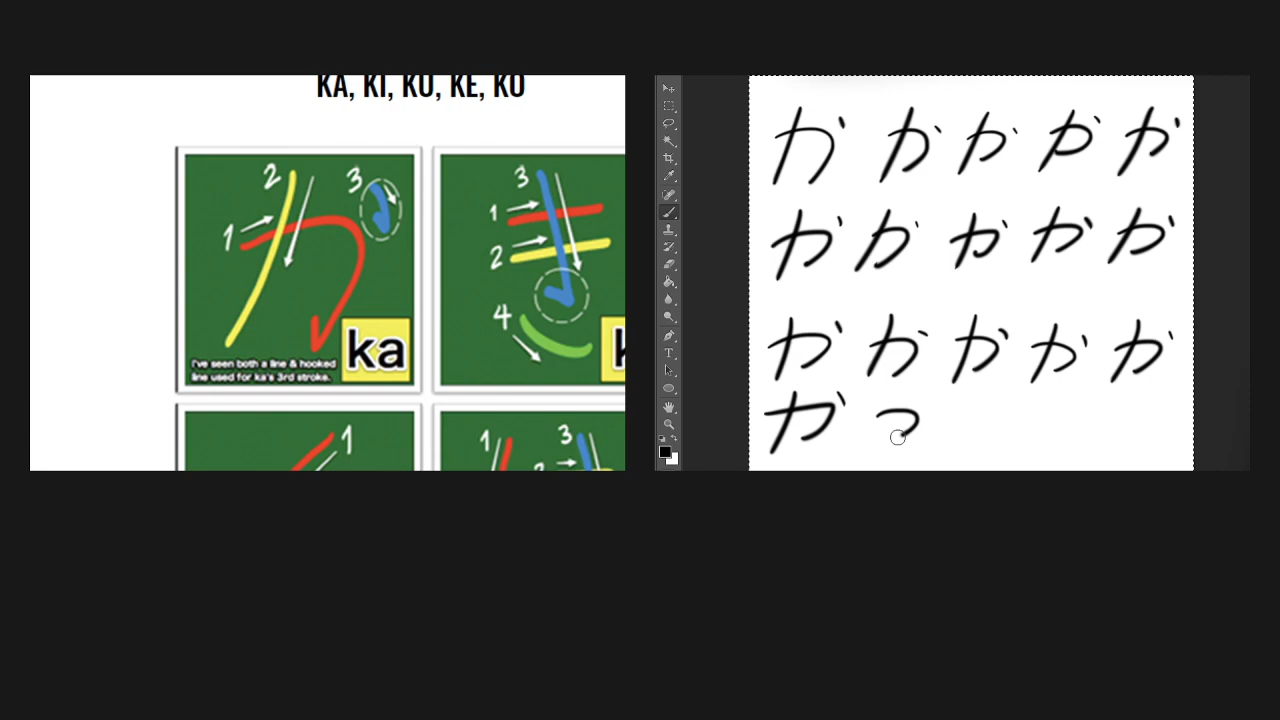 KA, KI, KU, KE, KO
2
3
1
ka
I've seen both a line & hooked
line used for ka's 3rd stroke.
3
1
2
4
k
1
1
3
2
か か か か か
か か か か か
か か か か か
か つ
T